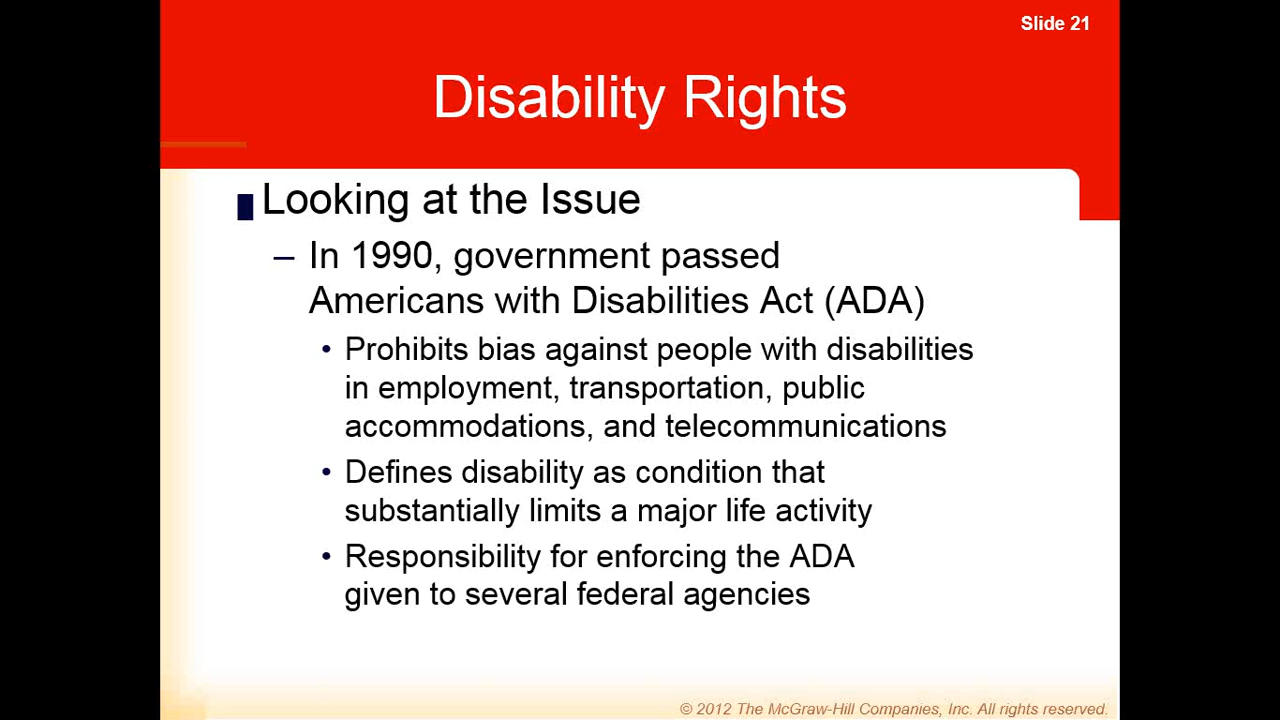 Slide 21
Disability Rights
Looking at the Issue
– In 1990, government passed
Americans with Disabilities Act (ADA)
• Prohibits bias against people with disabilities
in employment, transportation, public
accommodations, and telecommunications
• Defines disability as condition that
substantially limits a major life activity
• Responsibility for enforcing the ADA
given to several federal agencies
© 2012 The McGraw-Hill Companies, Inc. All rights reserved.